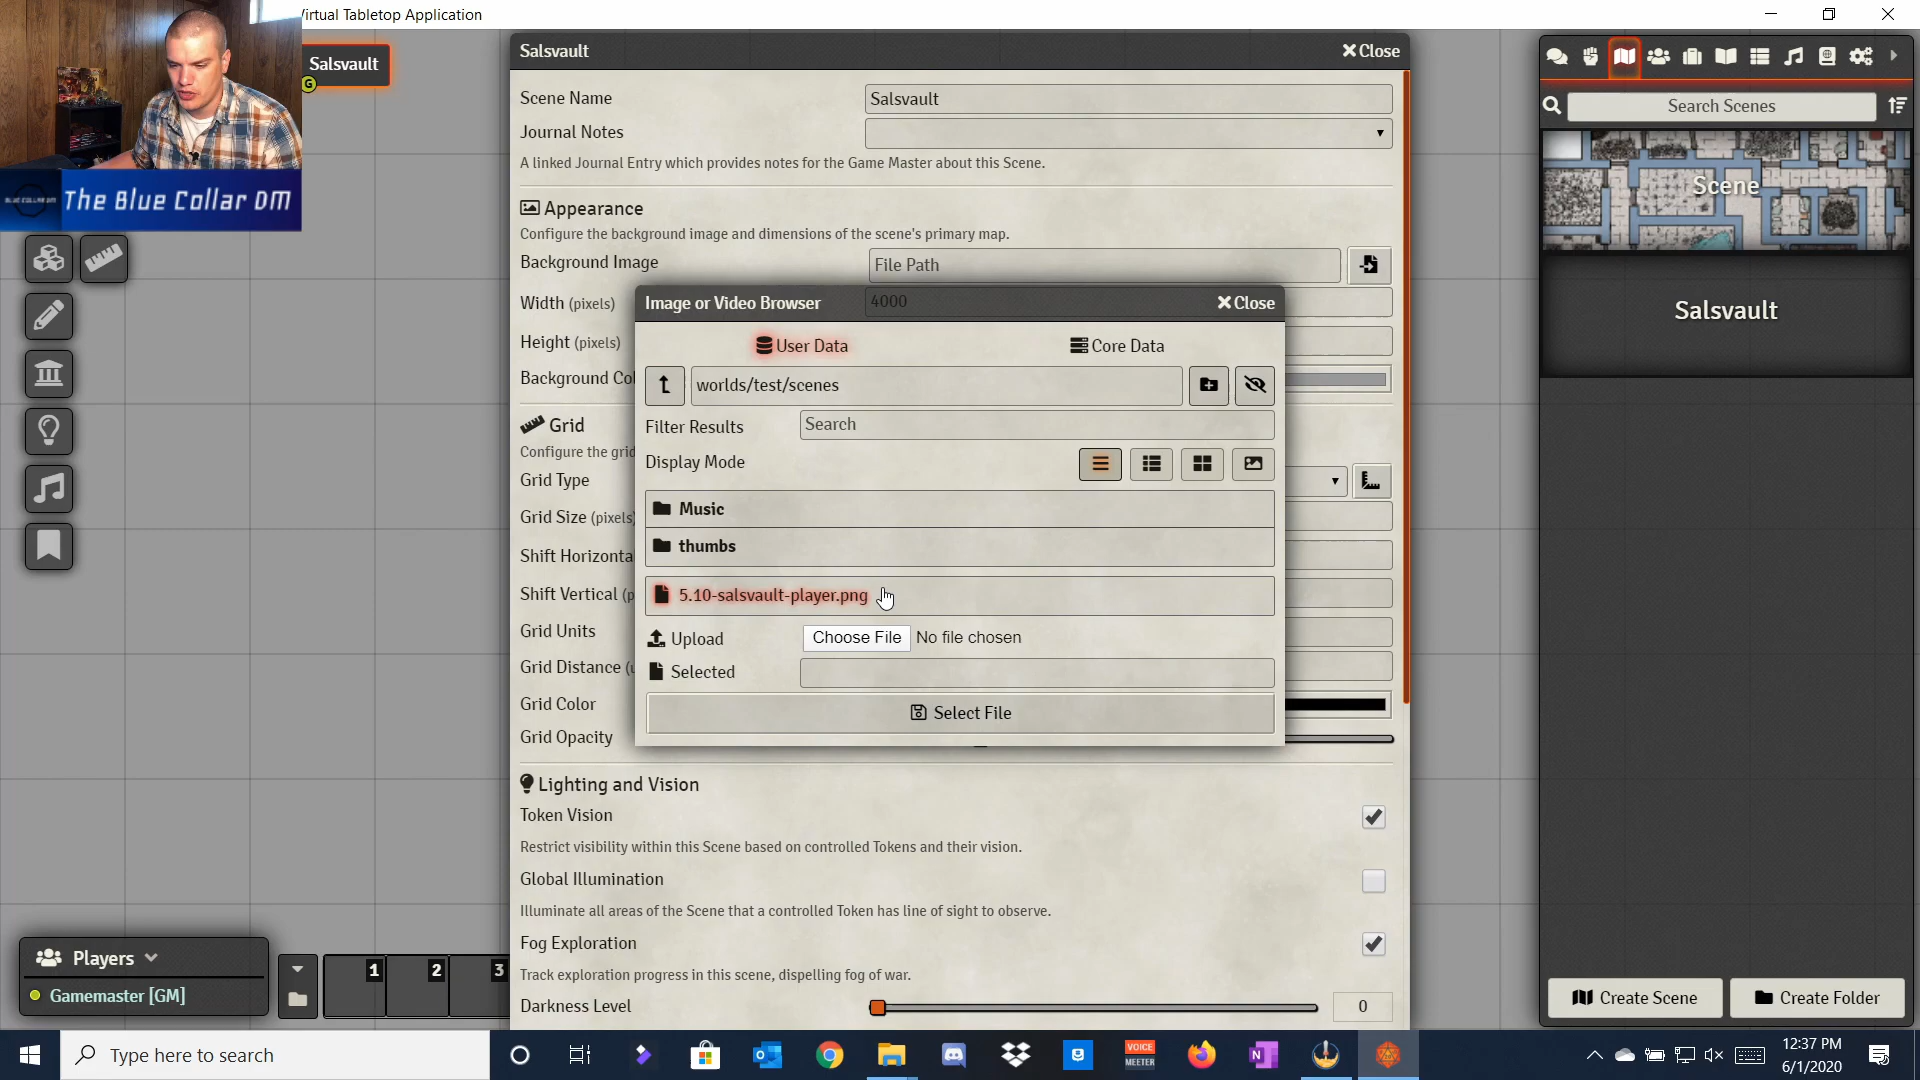 Virtual Tabletop Application
Salsvault
G
The Blue Collar DM
Salsvault
Close
Scene Name
Salsvault
Journal Notes
A linked Journal Entry which provides notes for the Game Master about this Scene.
Appearance
Configure the background image and dimensions of the scene's primary map.
Background Image
File Path
Width (pixels)
4000
Height (pixels)
Background Col
Grid
Configure the grid
Grid Type
Grid Size (pixels)
Shift Horizonta
Shift Vertical (p
Grid Units
Grid Distance (u
Grid Color
Grid Opacity
Image or Video Browser
Close
User Data
Core Data
worlds/test/scenes
Filter Results
Search
Display Mode
Music
thumbs
5.10-salsvault-player.png
Upload
Choose File
No file chosen
Selected
Select File
Lighting and Vision
Token Vision
Restrict visibility within this Scene based on controlled Tokens and their vision.
Global Illumination
Illuminate all areas of the Scene that a controlled Token has line of sight to observe.
Fog Exploration
Track exploration progress in this scene, dispelling fog of war.
Darkness Level
0
Search Scenes
Scene
Salsvault
Create Scene
Create Folder
Players
Gamemaster [GM]
1
2
3
Type here to search
VOICE
MEETER
12:37 PM
6/1/2020